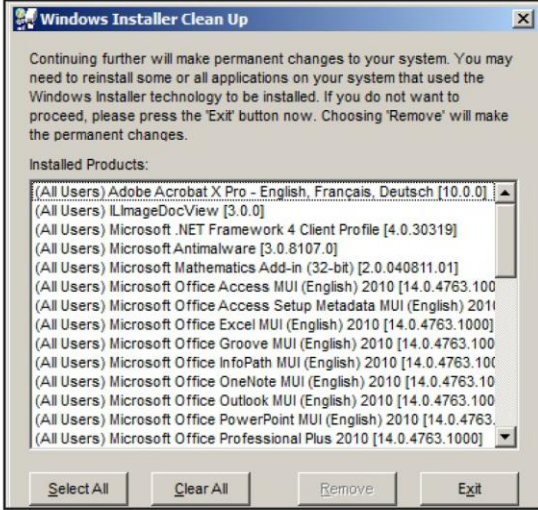 Windows Installer Clean Up
Continuing further will make permanent changes to your system. You may
need to reinstall some or all applications on your system that used the
Windows Installer technology to be installed. If you do not want to
proceed, please press the 'Exit' button now. Choosing 'Remove' will make
the permanent changes.
Installed Products:
(All Users) Adobe Acrobat X Pro - English, Français, Deutsch [10.0.0]
(All Users) ILImageDocView [3.0.0]
(All Users) Microsoft .NET Framework 4 Client Profile [4.0.30319]
(All Users) Microsoft Antimalware [3.0.8107.0]
(All Users) Microsoft Mathematics Add-in (32-bit) [2.0.040811.01]
(All Users) Microsoft Office Access MUI (English) 2010 [14.0.4763.100
(All Users) Microsoft Office Access Setup Metadata MUI (English) 201
(All Users) Microsoft Office Excel MUI (English) 2010 [14.0.4763.1000]
(All Users) Microsoft Office Groove MUI (English) 2010 [14.0.4763.100
(All Users) Microsoft Office InfoPath MUI (English) 2010 [14.0.4763.100
(All Users) Microsoft Office OneNote MUI (English) 2010 [14.0.4763.10
(All Users) Microsoft Office Outlook MUI (English) 2010 [14.0.4763.100
(All Users) Microsoft Office PowerPoint MUI (English) 2010 [14.0.4763.
(All Users) Microsoft Office Professional Plus 2010 [14.0.4763.1000]
Select All Clear All Remove Exit